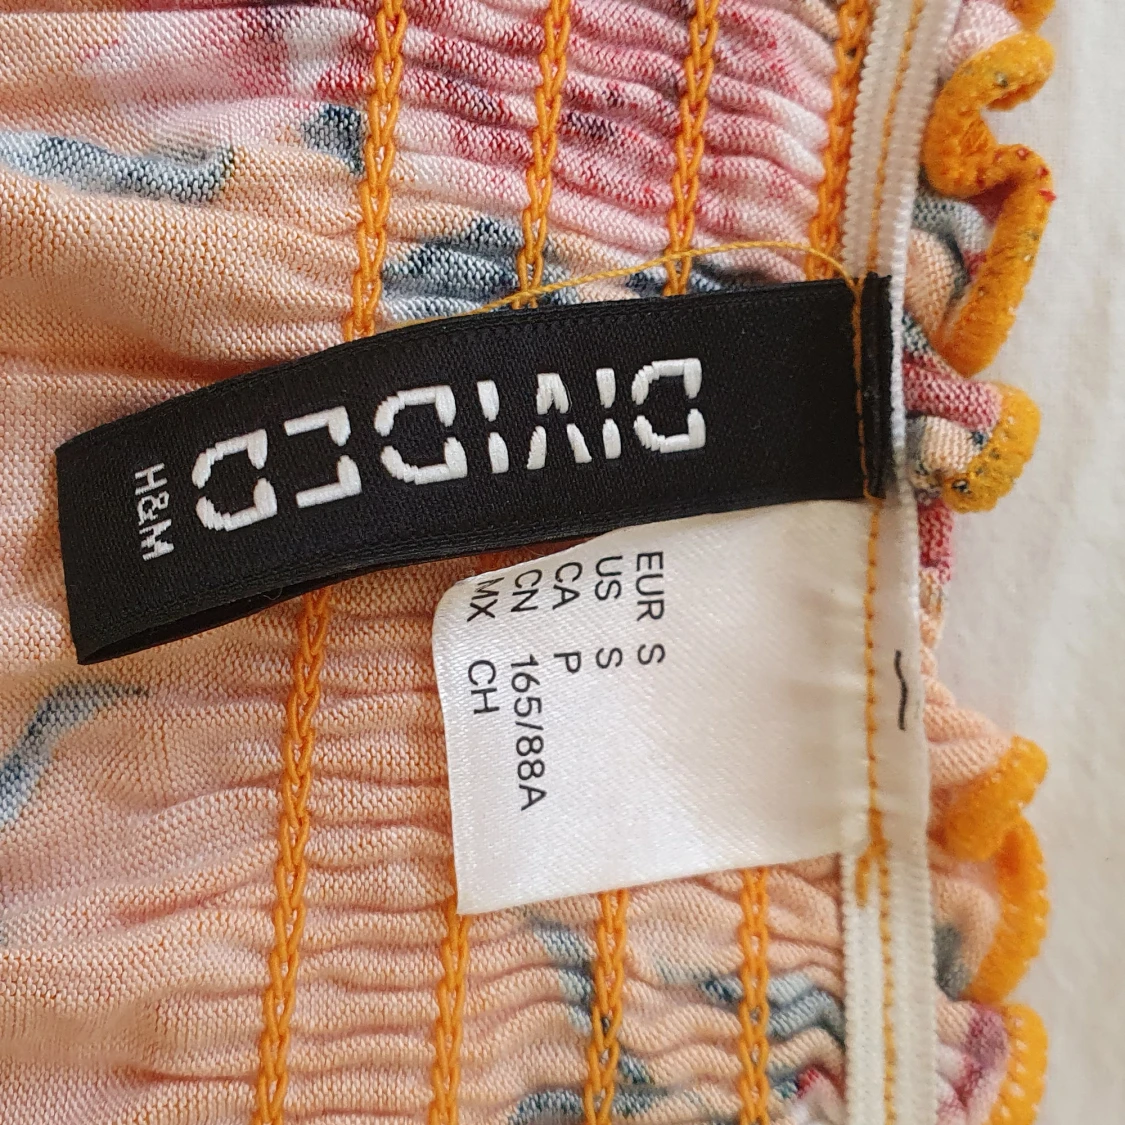 DIVIDED
H&M
EUR S
US S
CA P
CN 165/88A
MX CH